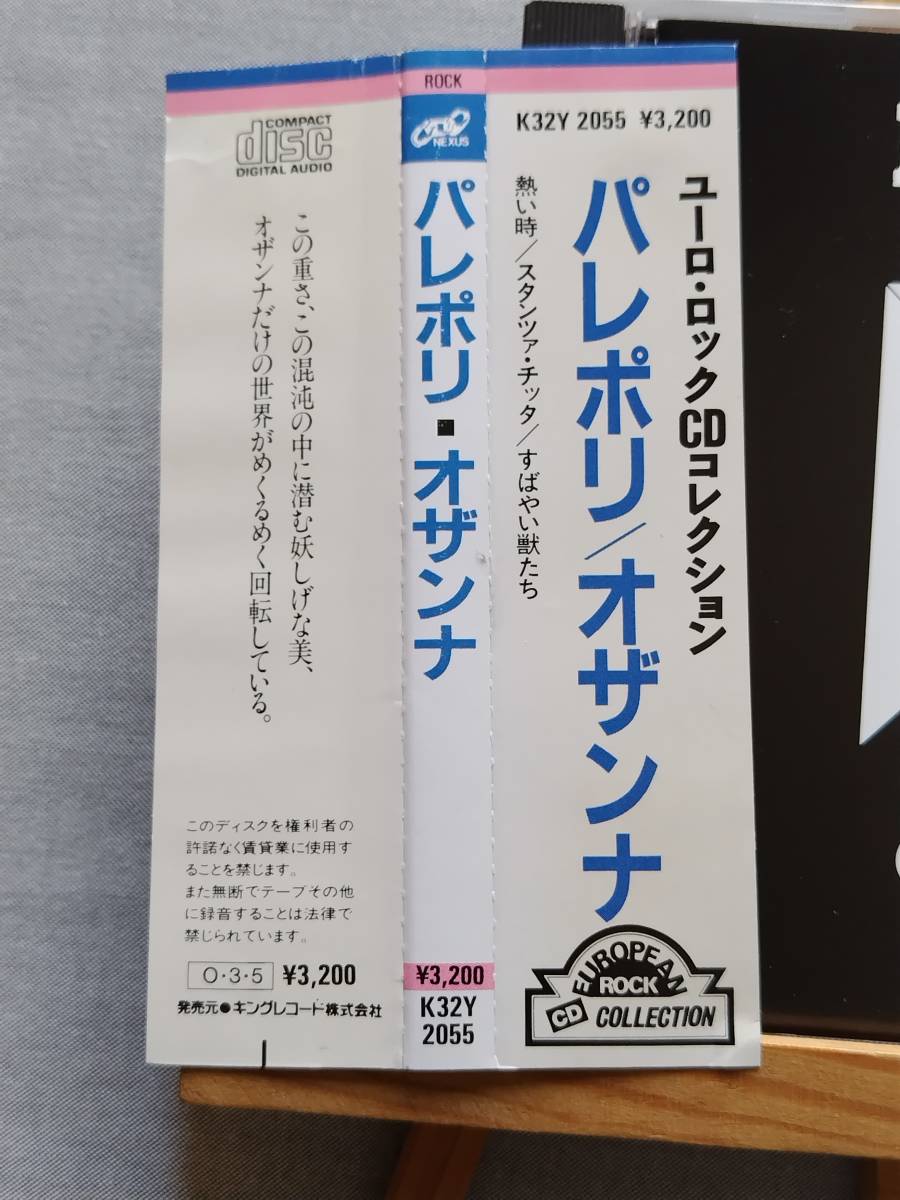 K32Y 2055 ¥3,200
ユーロ・ロックCDコレクション
パレポリ/オザンナ
熱い時/スタンツァ・チッタ/すばやい獣たち
EUROPEAN
ROCK
CD COLLECTION
ROCK
NEXUS
パレポリ■オザンナ
¥3,200
K32Y
2055
COMPACT
disc
DIGITAL AUDIO
この重さ、この混沌の中に潜む妖しげな美、
オザンナだけの世界がめくるめく回転している。
このディスクを権利者の
許諾なく賃貸業に使用す
ることを禁じます。
また無断でテープその他
に録音することは法律で
禁じられています。
O・3・5 ¥3,200
発売元●キングレコード株式会社